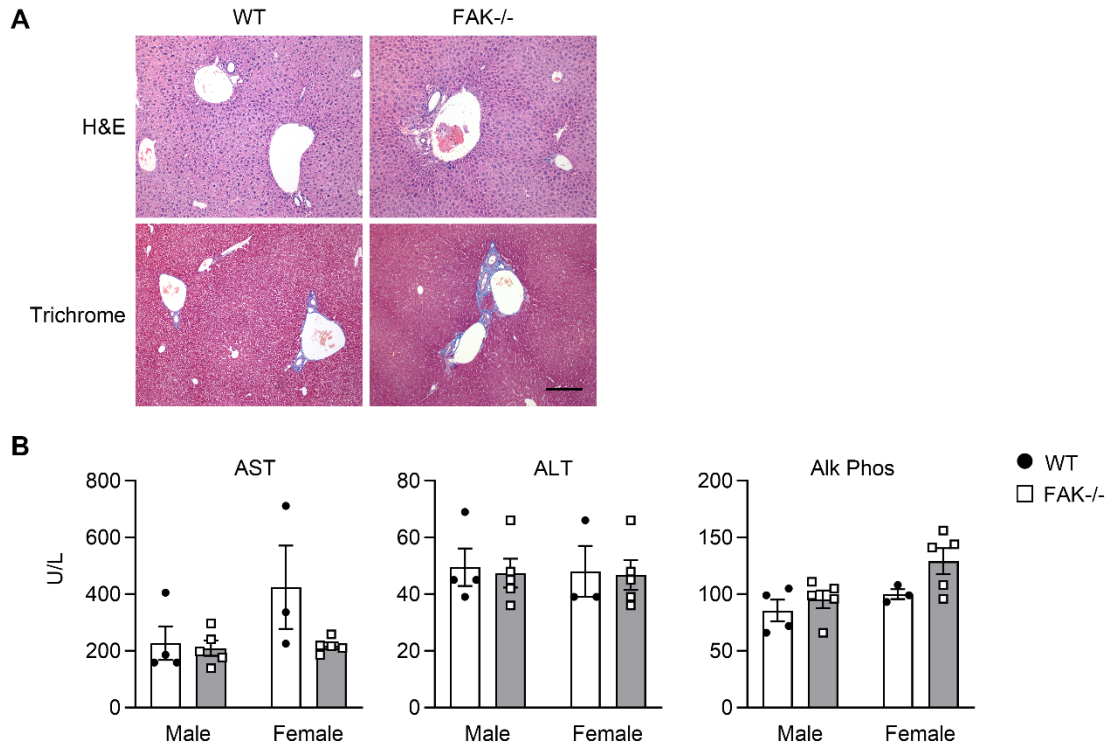 A
WT
FAK-/-
H&E
Trichrome
B
AST
ALT
Alk Phos
WT
FAK-/-
U/L
800
600
400
200
0
80
60
40
20
0
200
150
100
50
0
Male
Female
Male
Female
Male
Female